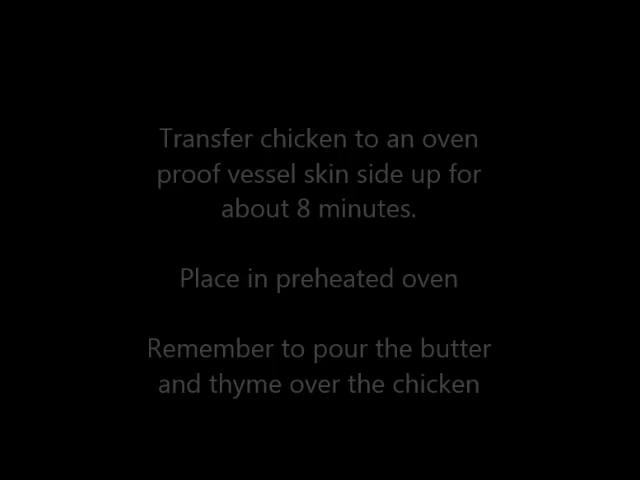 Transfer chicken to an oven
proof vessel skin side up for
about 8 minutes.
Place in preheated oven
Remember to pour the butter
and thyme over the chicken